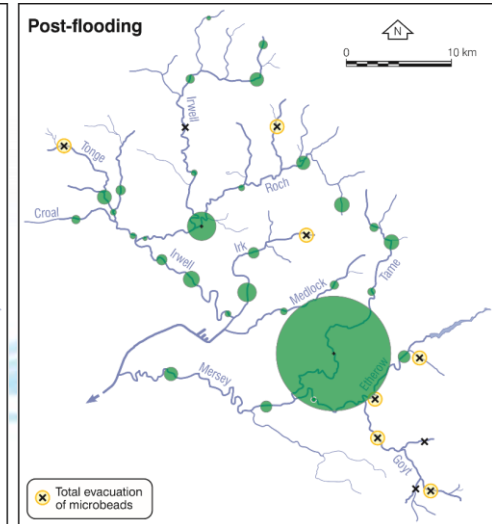 Post-flooding
N
0 10 km
Irwell
Tonge
Roch
Croal
Irwell
Irk
Tame
Medlock
Etherow
Mersey
Goyt
Total evacuation
of microbeads